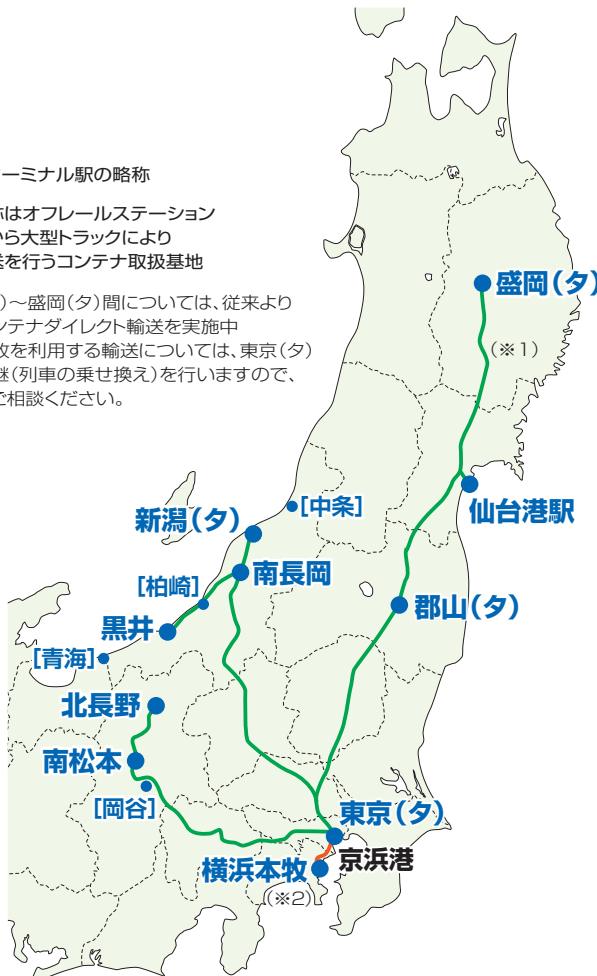 ーミナル駅の略称
はオフレールステーション
から大型トラックにより
を行うコンテナ取扱基地
)～盛岡(タ)間については、従来より
ンテナダイレクト輸送を実施中
を利用する輸送については、東京(タ)
(列車の乗せ換え)を行いますので、
ご相談ください。
盛岡(タ)
(※1)
仙台港駅
[中条]
新潟(タ)
南長岡
[柏崎]
郡山(タ)
黒井
[青海]
北長野
南松本
[岡谷]
東京(タ)
京浜港
横浜本牧
(※2)